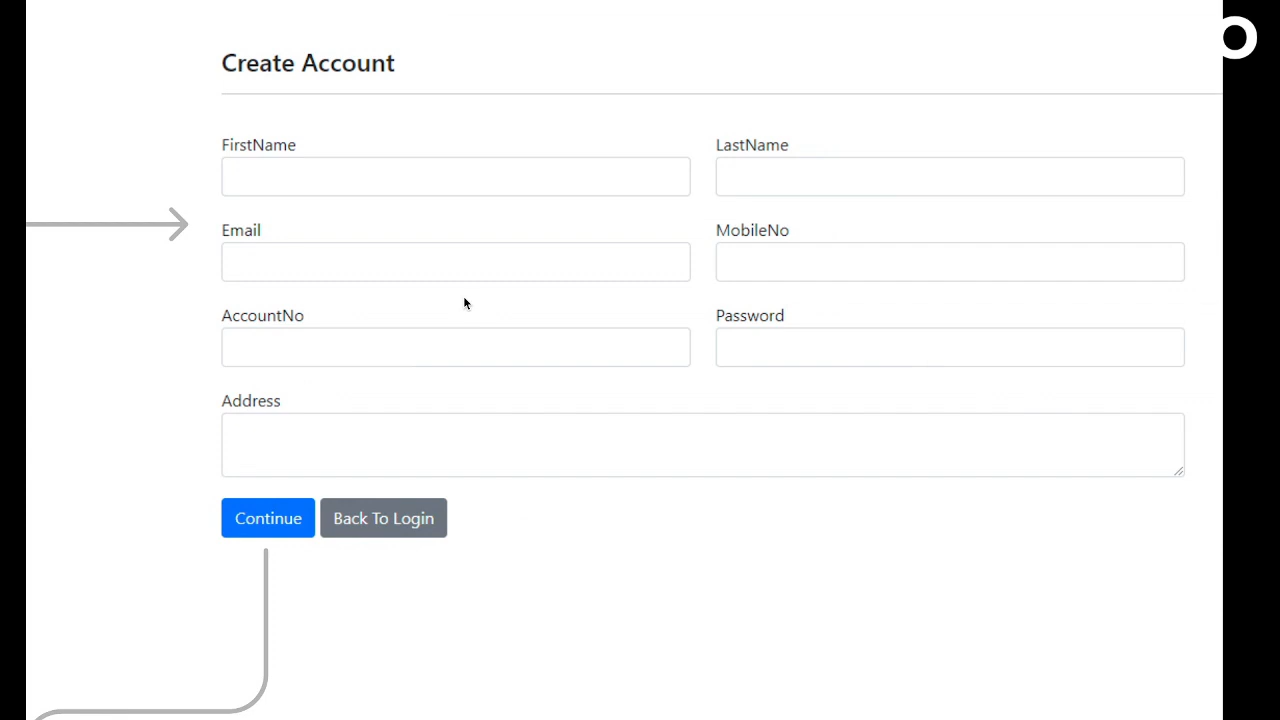 Create Account
FirstName LastName
Email MobileNo
AccountNo Password
Address
Continue Back To Login